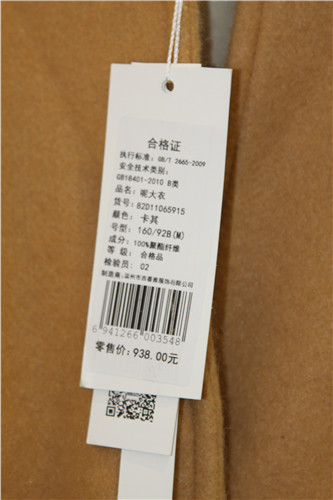 合格证
执行标准：GB/T 2665-2009
安全技术类别：
GB18401-2010 B类
品名：呢大衣
货号：82D11065915
颜色：卡其
号型：160/92B(M)
成分：100%聚酯纤维
等级：合格品
检验员：02
6 941266 003548
零售价：938.00元